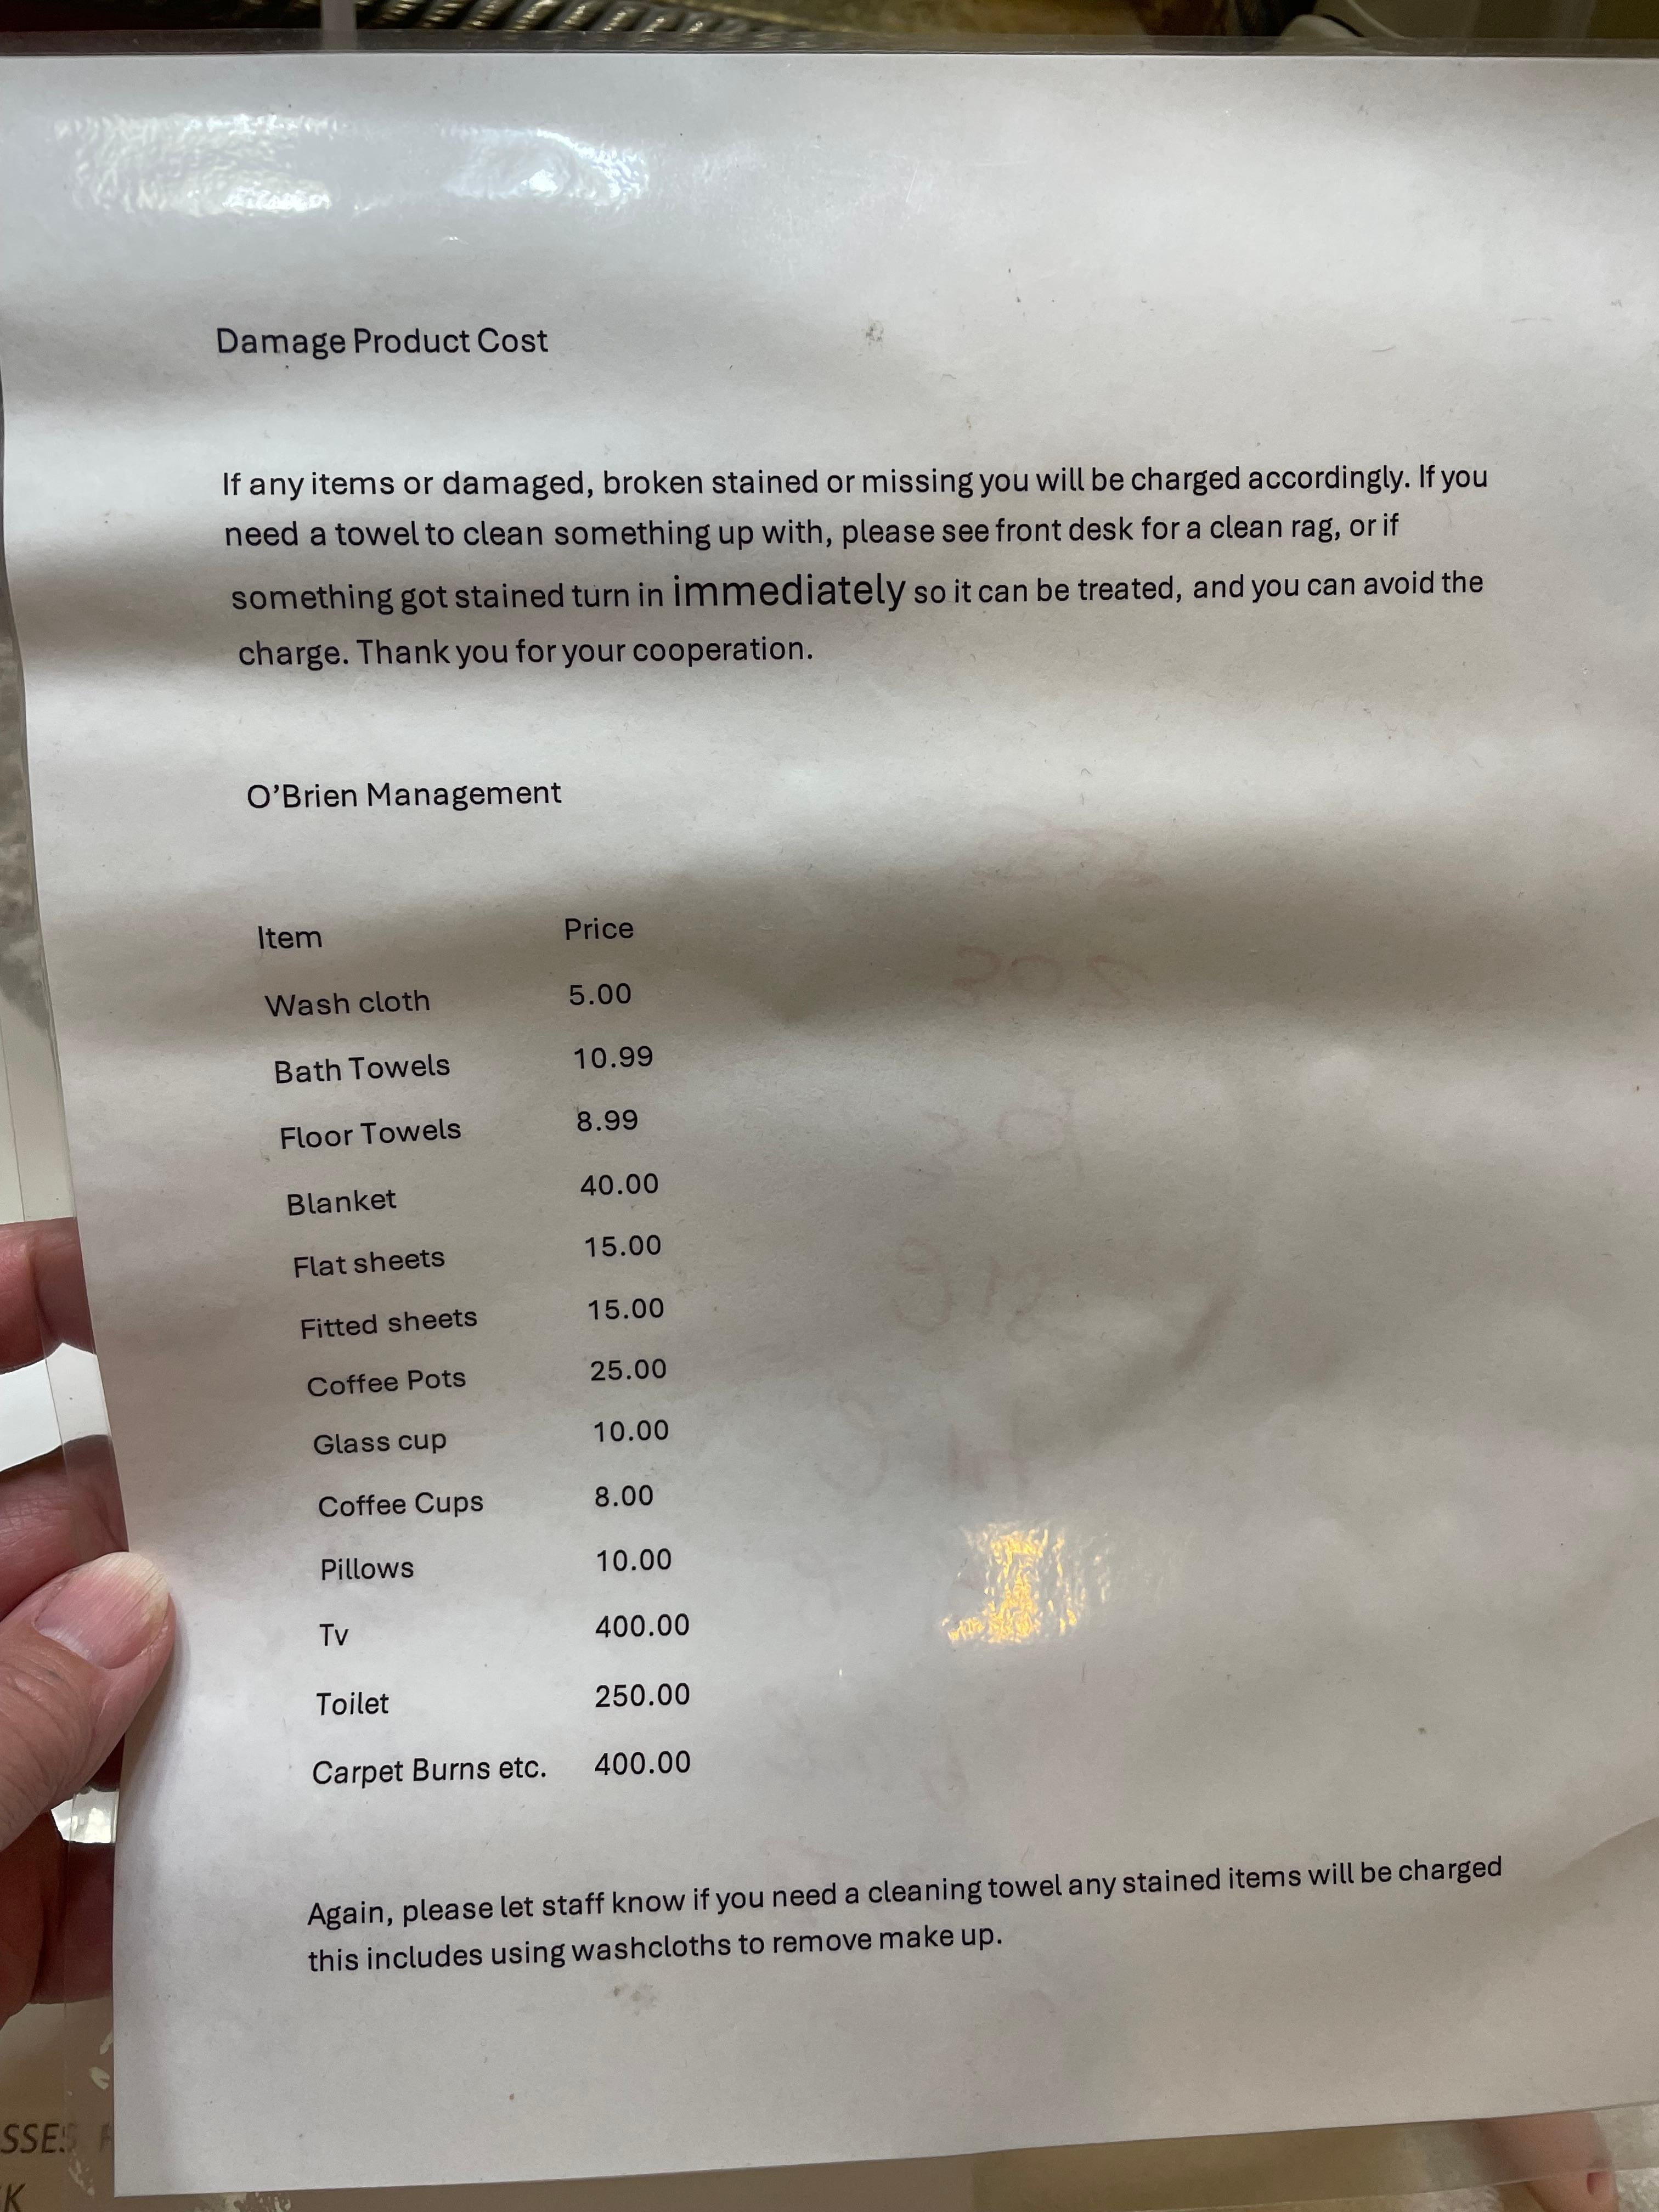 Damage Product Cost
If any items or damaged, broken stained or missing you will be charged accordingly. If you
need a towel to clean something up with, please see front desk for a clean rag, or if
something got stained turn in immediately so it can be treated, and you can avoid the
charge. Thank you for your cooperation.
O'Brien Management
Item Price
Wash cloth 5.00
Bath Towels 10.99
Floor Towels 8.99
Blanket 40.00
Flat sheets 15.00
Fitted sheets 15.00
Coffee Pots 25.00
Glass cup 10.00
Coffee Cups 8.00
Pillows 10.00
Tv 400.00
Toilet 250.00
Carpet Burns etc. 400.00
Again, please let staff know if you need a cleaning towel any stained items will be charged
this includes using washcloths to remove make up.